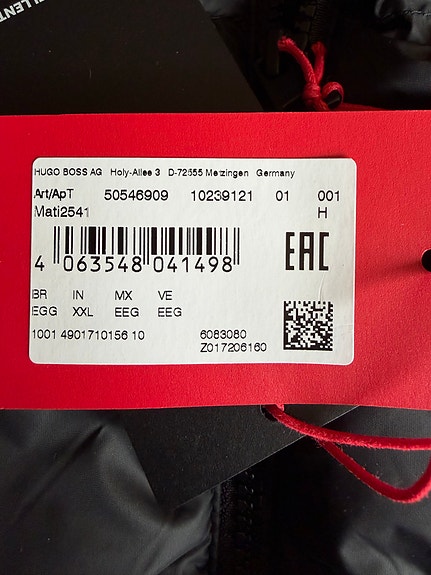 HUGO BOSS AG Holy-Allee 3 D-72555 Metzingen Germany
Art/ApT 50546909 10239121 01 001
Mati2541 H
EAC
4 063548 041498
BR IN MX VE
EGG XXL EEG EEG
1001 4901710156 10 6083080
Z017206160